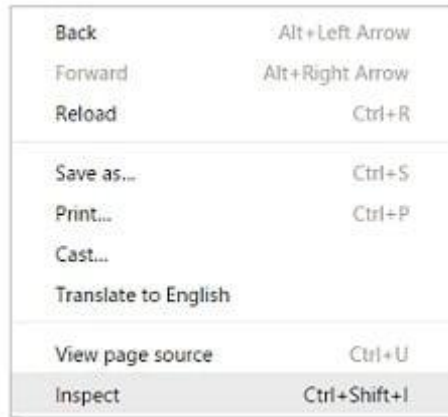 Back Alt+Left Arrow
Forward Alt+Right Arrow
Reload Ctrl+R
Save as... Ctrl+S
Print... Ctrl+P
Cast...
Translate to English
View page source Ctrl+U
Inspect Ctrl+Shift+I